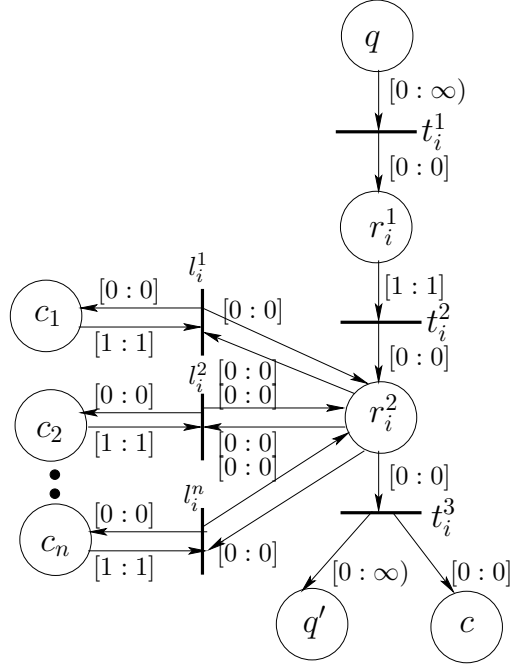 q
[0 : ∞)
t_i^1
[0 : 0]
r_i^1
l_i^1
[0 : 0]
[0 : 0]
[1 : 1]
c_1
[1 : 1]
t_i^2
[0 : 0]
l_i^2
[0 : 0]
[0 : 0]
[0 : 0]
c_2
r_i^2
[1 : 1]
[0 : 0]
[0 : 0]
[0 : 0]
l_i^n
[0 : 0]
t_i^3
c_n
[1 : 1]
[0 : 0]
[0 : ∞)
[0 : 0]
q′
c